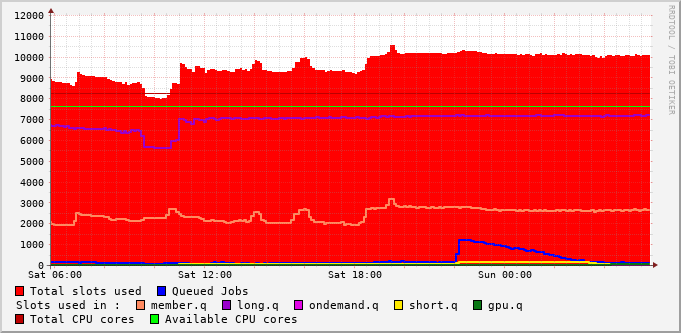 12000
11000
10000
9000
8000
7000
6000
5000
4000
3000
2000
1000
0
Sat 06:00 Sat 12:00 Sat 18:00 Sun 00:00
RRDTOOL / TOBI OETIKER
Total slots used Queued Jobs
Slots used in : member.q long.q ondemand.q short.q gpu.q
Total CPU cores Available CPU cores